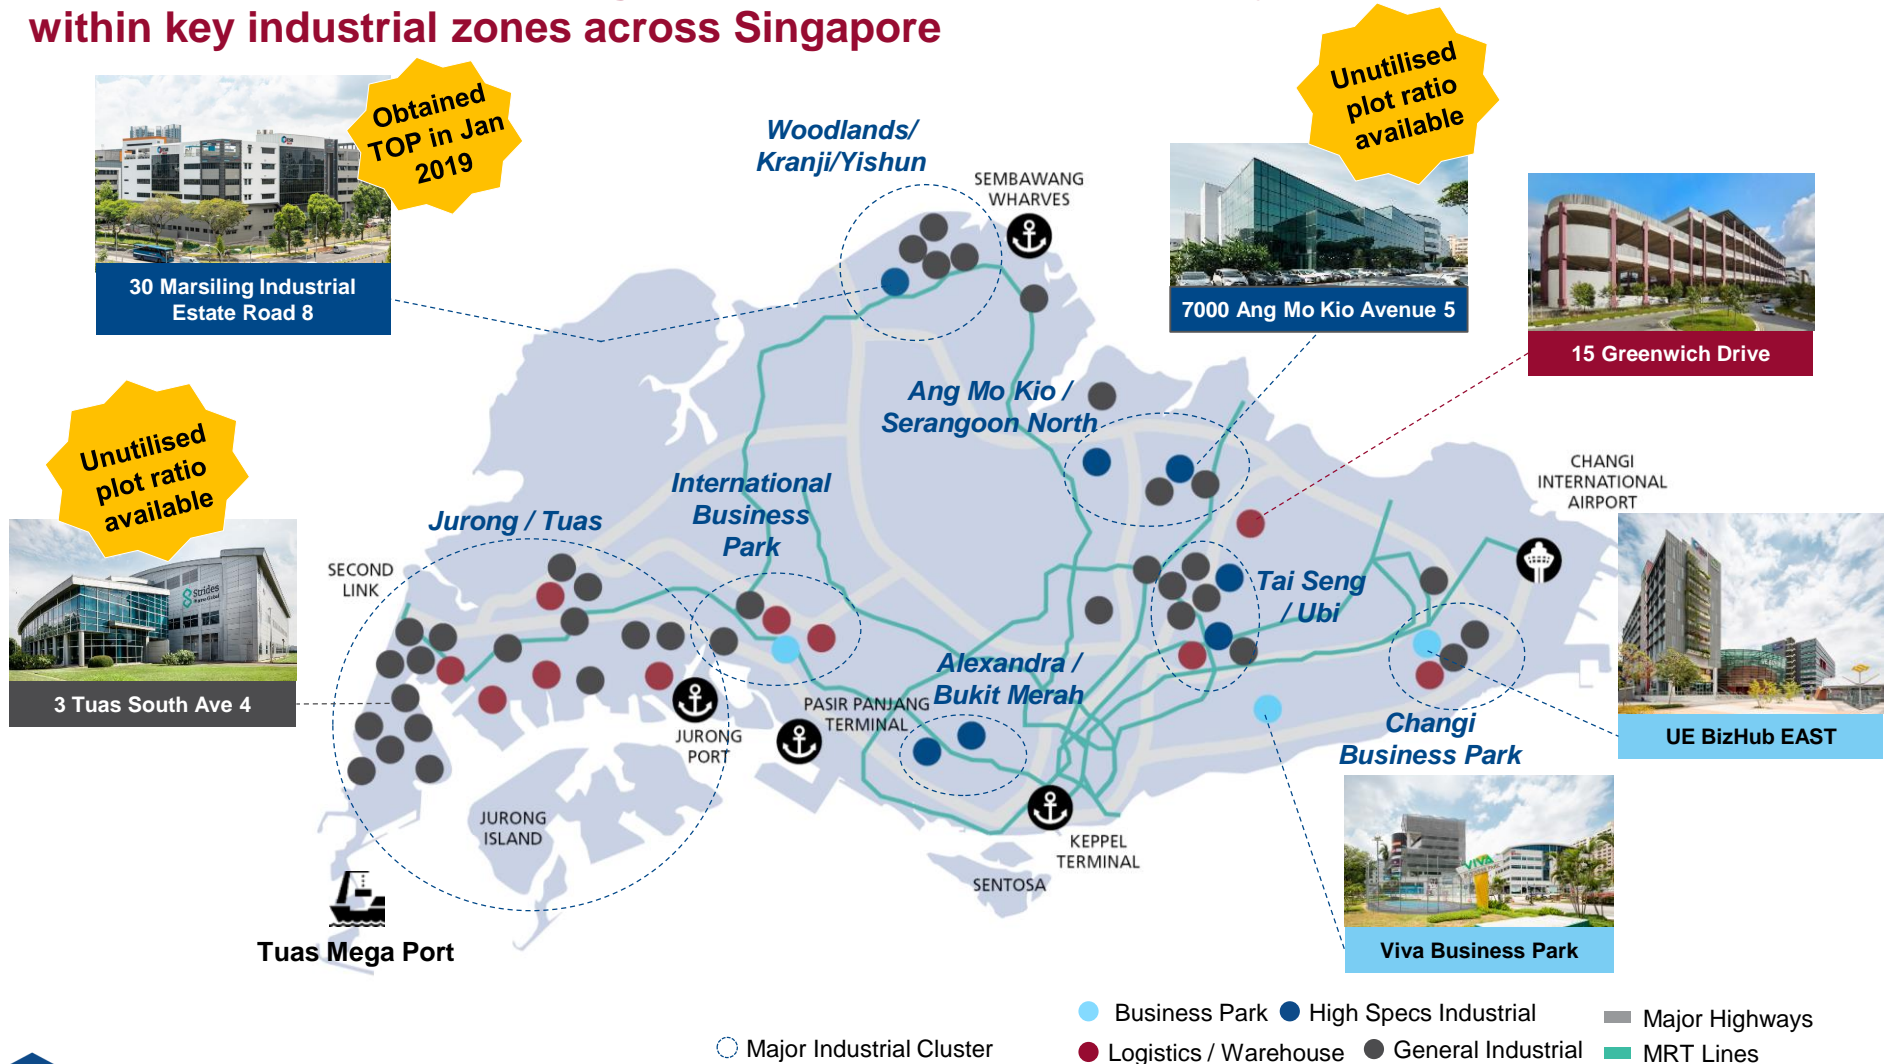 within key industrial zones across Singapore
Obtained
TOP in Jan
2019
30 Marsiling Industrial
Estate Road 8
Woodlands/
Kranji/Yishun
SEMBAWANG
WHARVES
Unutilised
plot ratio
available
7000 Ang Mo Kio Avenue 5
15 Greenwich Drive
Ang Mo Kio /
Serangoon North
Unutilised
plot ratio
available
Strides
3 Tuas South Ave 4
SECOND
LINK
Jurong / Tuas
International
Business
Park
CHANGI
INTERNATIONAL
AIRPORT
Tai Seng
/ Ubi
Alexandra /
Bukit Merah
PASIR PANJANG
TERMINAL
JURONG
PORT
Changi
Business Park
UE BizHub EAST
JURONG
ISLAND
KEPPEL
TERMINAL
SENTOSA
VIVA
Viva Business Park
Tuas Mega Port
Major Industrial Cluster
Business Park
High Specs Industrial
Logistics / Warehouse
General Industrial
Major Highways
MRT Lines